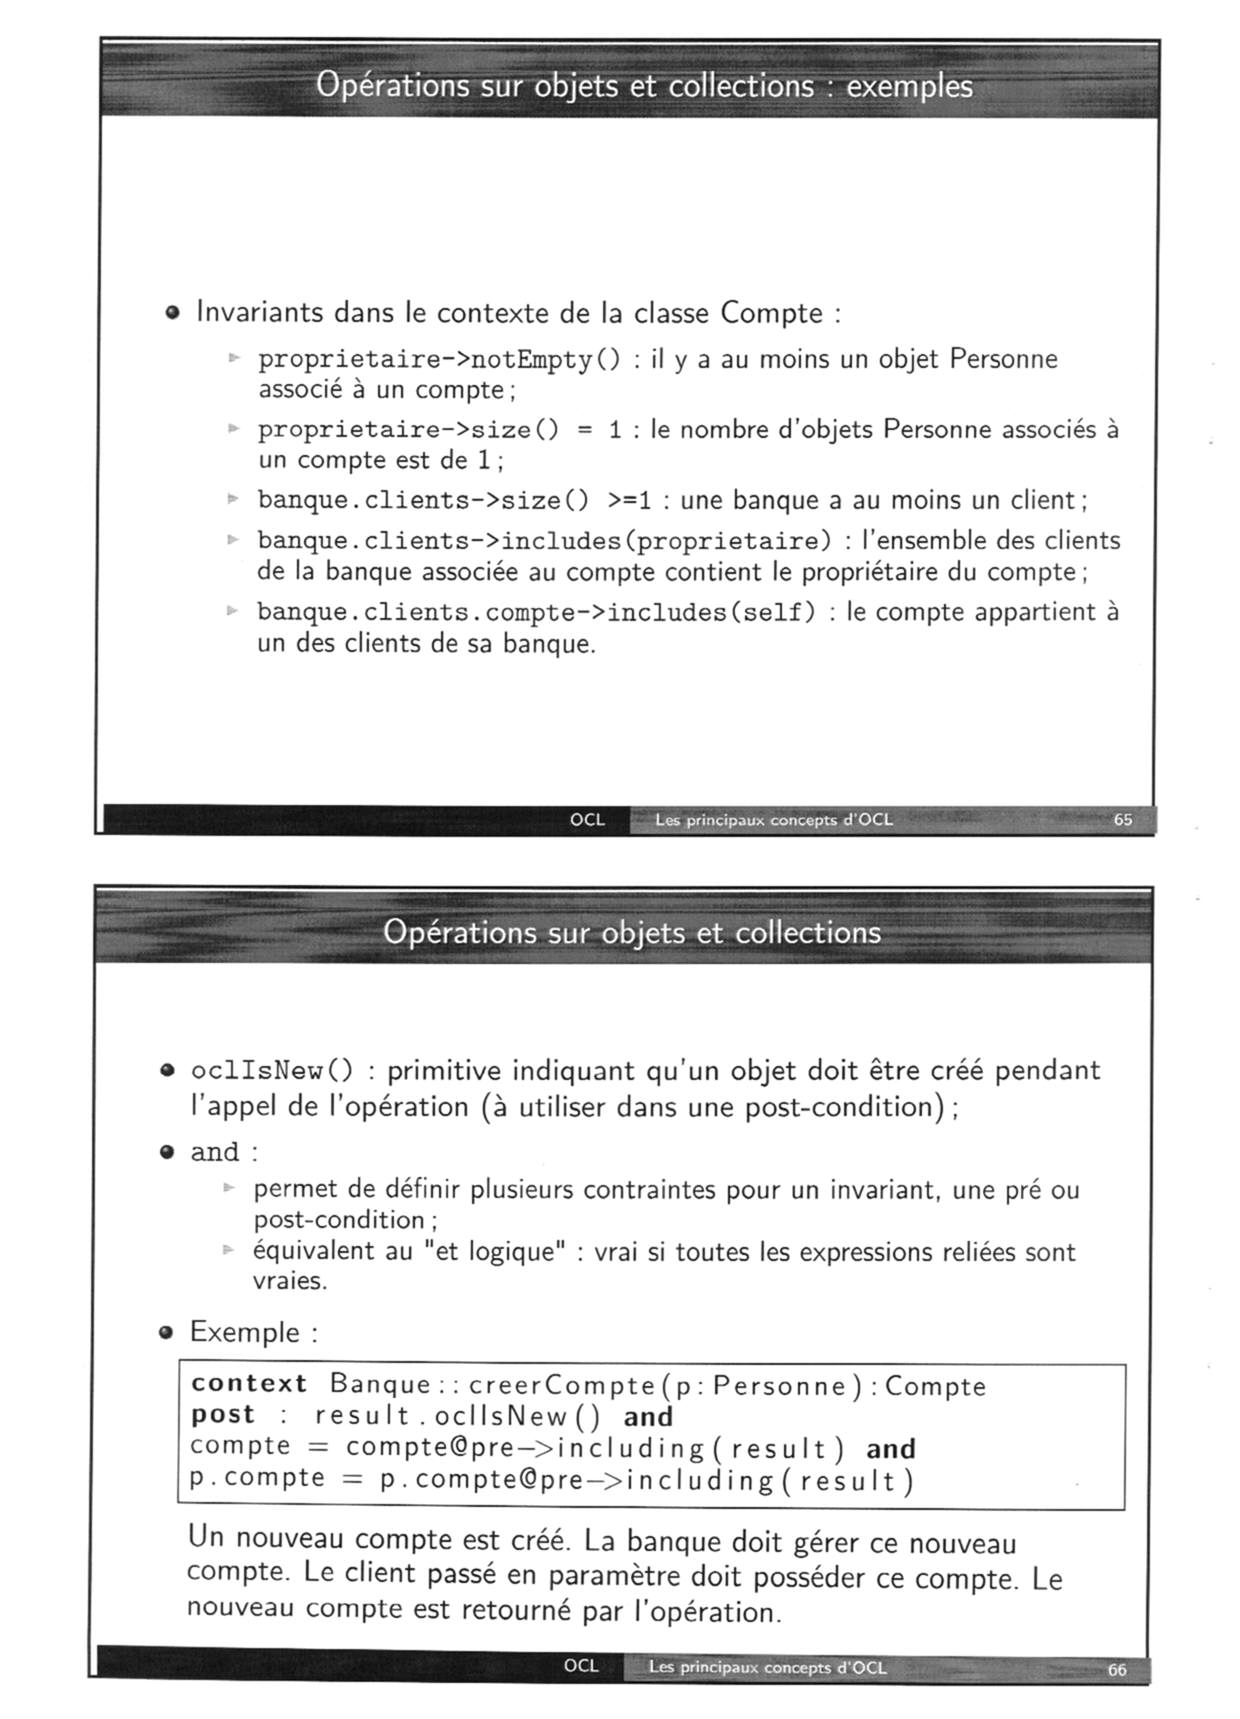 Opérations sur objets et collections : exemples
Invariants dans le contexte de la classe Compte :
proprietaire->notEmpty() : il y a au moins un objet Personne
associé à un compte ;
proprietaire->size() = 1 : le nombre d'objets Personne associés à
un compte est de 1 ;
banque.clients->size() >=1 : une banque a au moins un client ;
banque.clients->includes(proprietaire) : l'ensemble des clients
de la banque associée au compte contient le propriétaire du compte ;
banque.clients.compte->includes(self) : le compte appartient à
un des clients de sa banque.
OCL Les principaux concepts d'OCL 65
Opérations sur objets et collections
oclIsNew() : primitive indiquant qu'un objet doit être créé pendant
l'appel de l'opération (à utiliser dans une post-condition) ;
and :
permet de définir plusieurs contraintes pour un invariant, une pré ou
post-condition ;
équivalent au "et logique" : vrai si toutes les expressions reliées sont
vraies.
Exemple :
context Banque::creerCompte(p:Personne):Compte
post : result.oclIsNew() and
compte = compte@pre->including(result) and
p.compte = p.compte@pre->including(result)
Un nouveau compte est créé. La banque doit gérer ce nouveau
compte. Le client passé en paramètre doit posséder ce compte. Le
nouveau compte est retourné par l'opération.
OCL Les principaux concepts d'OCL 66